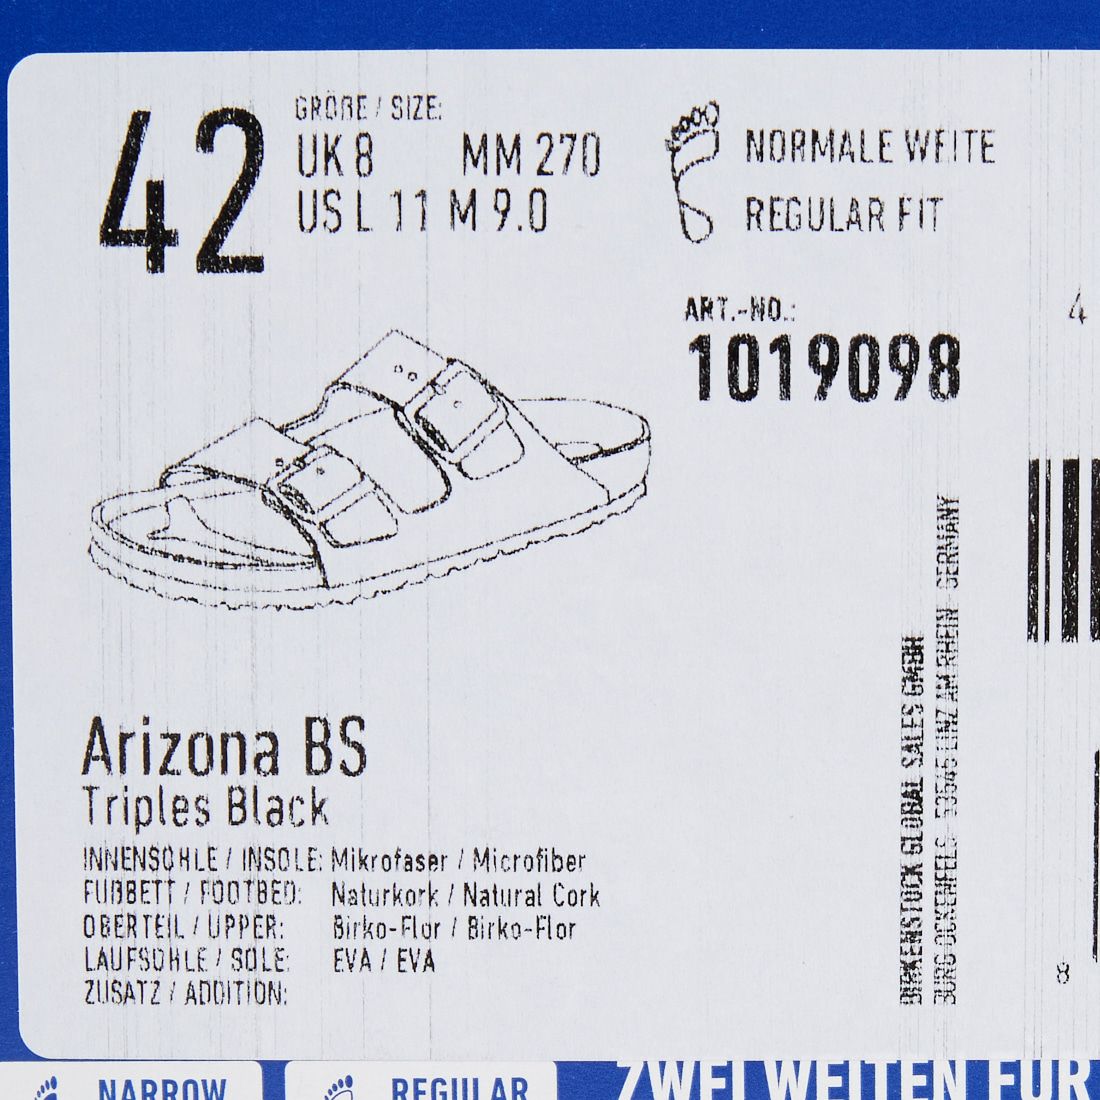 42
GRÖßE / SIZE:
UK 8 MM 270
US L 11 M 9.0
NORMALE WEITE
REGULAR FIT
ART.-NO.:
1019098
4
Arizona BS
Triples Black
INNENSOHLE / INSOLE: Mikrofaser / Microfiber
FUßBETT / FOOTBED: Naturkork / Natural Cork
OBERTEIL / UPPER: Birko-Flor / Birko-Flor
LAUFSOHLE / SOLE: EVA / EVA
ZUSATZ / ADDITION:
BIRKENSTOCK GLOBAL SALES GMBH
BURG OCKENFELS 53545 LINZ AM RHEIN GERMANY
8
NARROW
REGULAR
ZWEI WEITEN FÜR